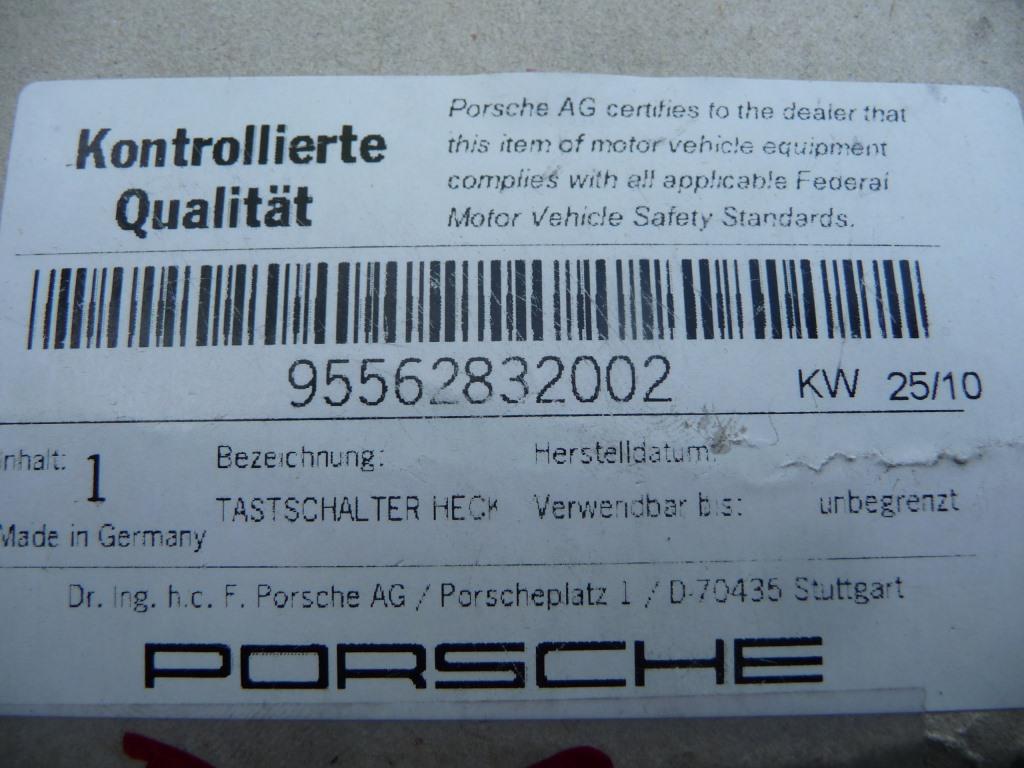 Kontrollierte
Qualität
Porsche AG certifies to the dealer that
this item of motor vehicle equipment
complies with all applicable Federal
Motor Vehicle Safety Standards.
95562832002 KW 25/10
Inhalt: 1 Bezeichnung: Herstelldatum:
TASTSCHALTER HECK Verwendbar bis: unbegrenzt
Made in Germany
Dr. Ing. h.c. F. Porsche AG / Porscheplatz 1 / D-70435 Stuttgart
PORSCHE